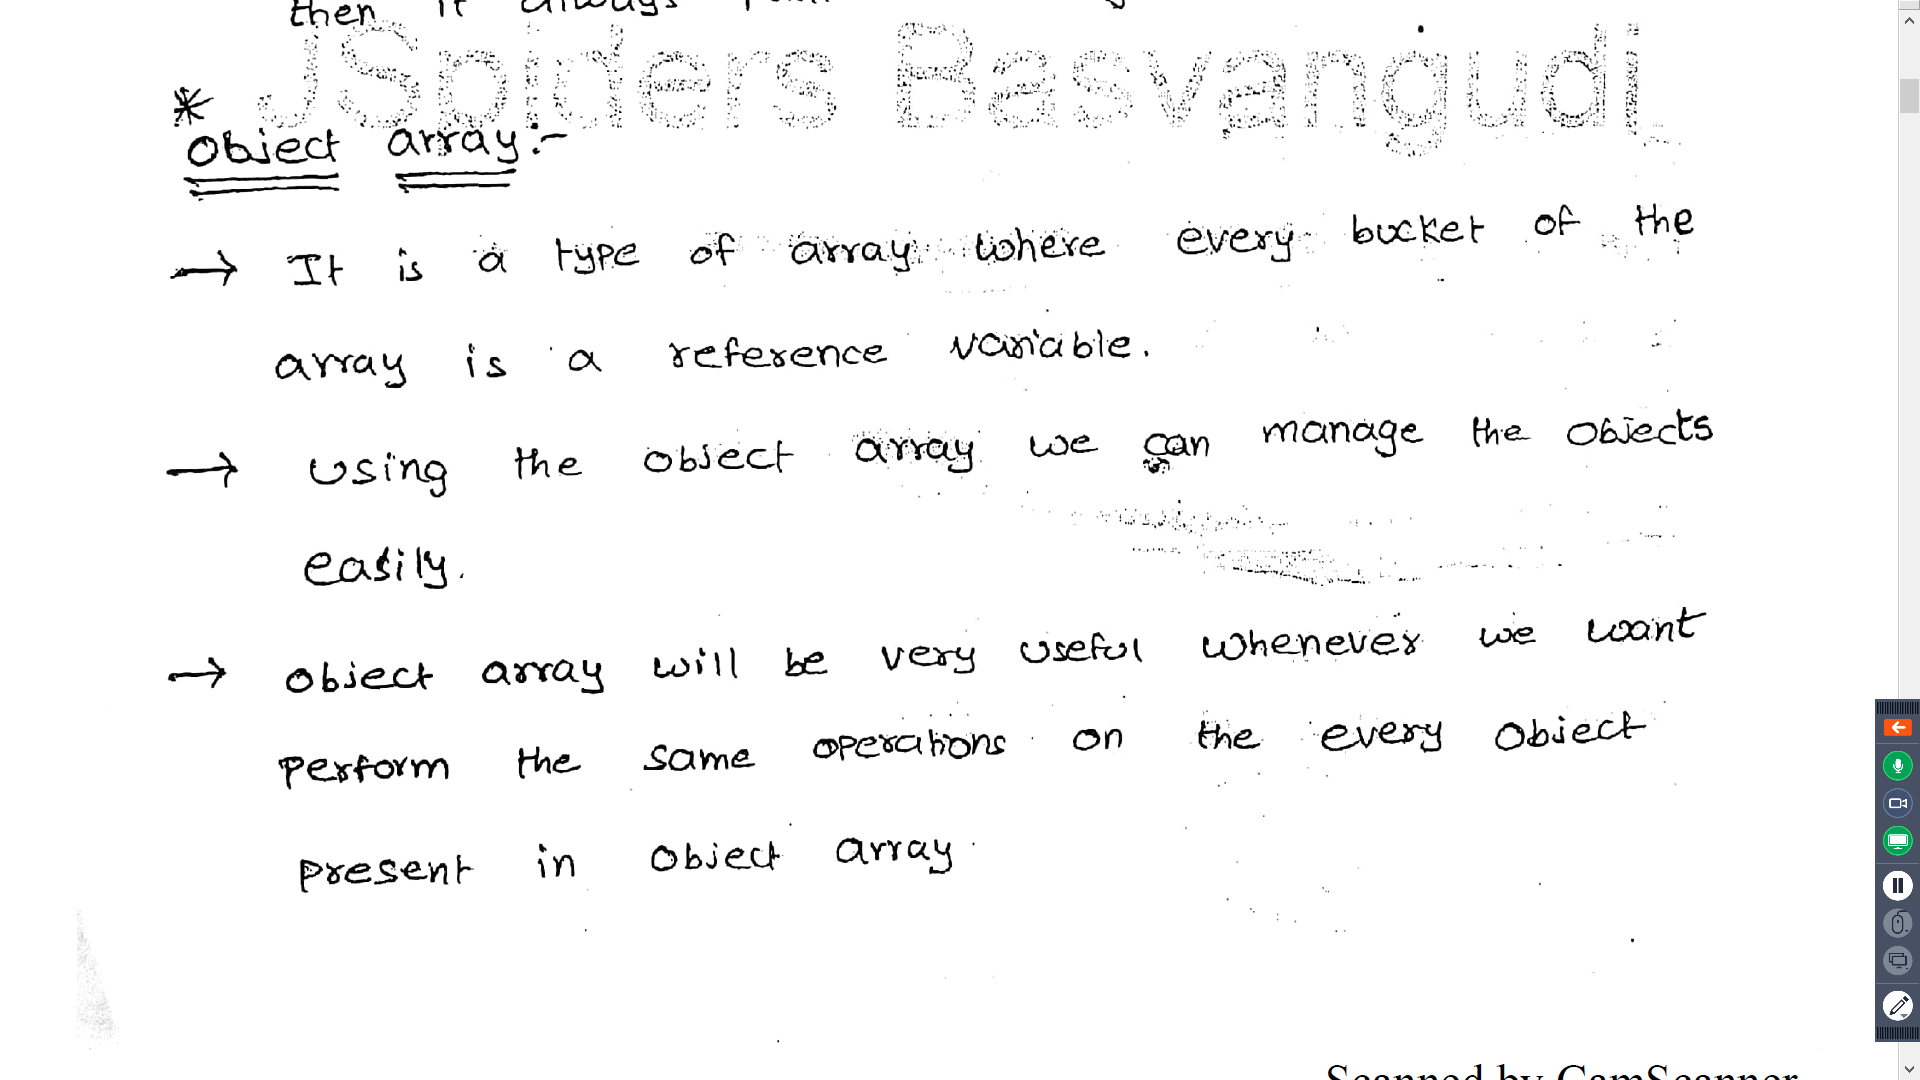 then it always
JSpiders Basvangudi
*
Object array:-
→ It is a type of array where every bucket of the
array is a reference variable.
→ Using the object array we can manage the objects
easily.
→ Object array will be very useful whenever we want
perform the same operations on the every object
present in object array.
Scanned by CamScanner